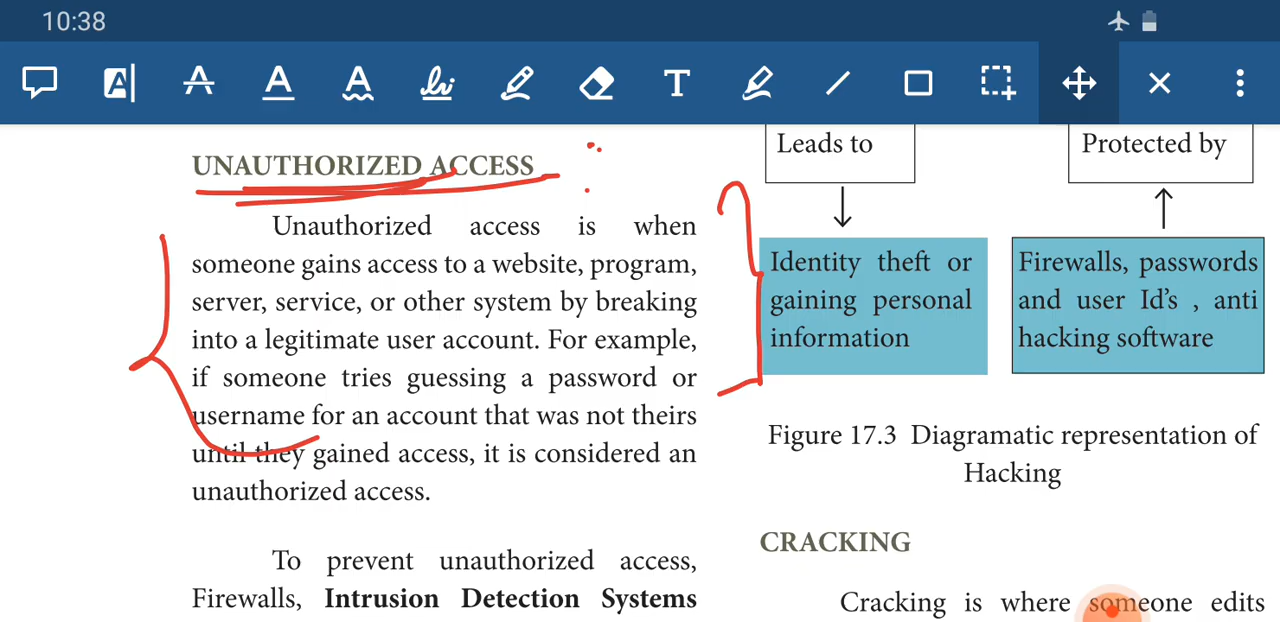 10:38
T
UNAUTHORIZED ACCESS
Unauthorized access is when
someone gains access to a website, program,
server, service, or other system by breaking
into a legitimate user account. For example,
if someone tries guessing a password or
username for an account that was not theirs
until they gained access, it is considered an
unauthorized access.
To prevent unauthorized access,
Firewalls, Intrusion Detection Systems
Leads to
Protected by
Identity theft or
gaining personal
information
Firewalls, passwords
and user Id's , anti
hacking software
Figure 17.3 Diagramatic representation of
Hacking
CRACKING
Cracking is where someone edits